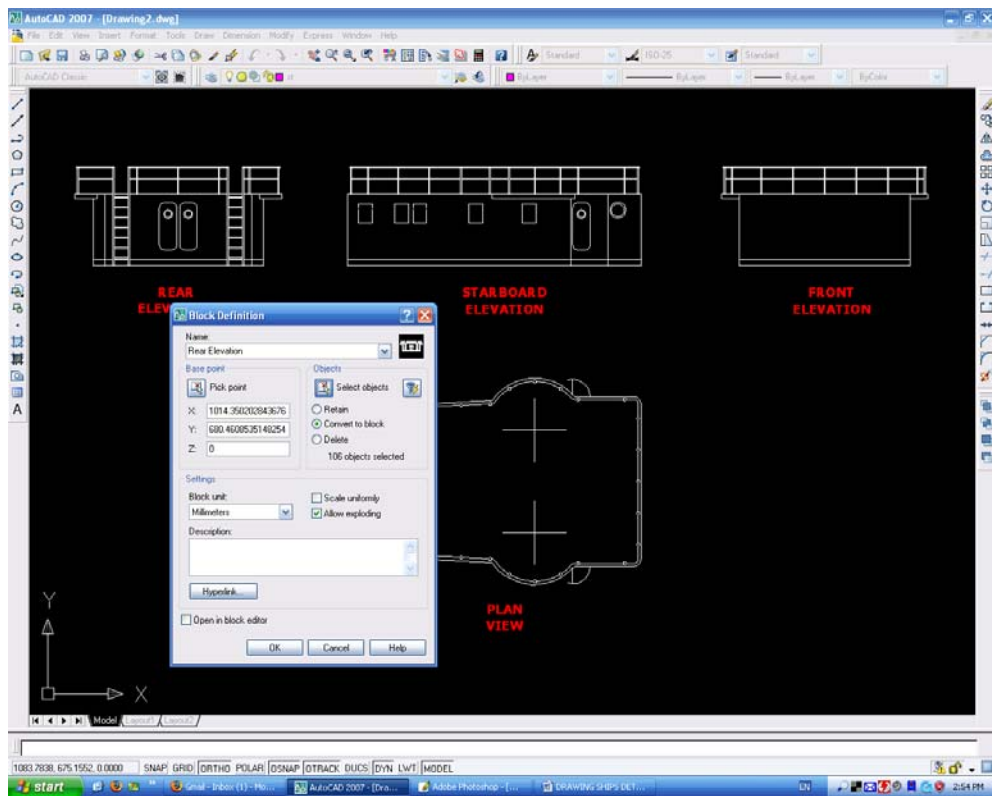 AutoCAD 2007 - [Drawing2.dwg]
File Edit View Insert Format Tools Draw Dimension Modify Express Window Help
Standard ISO-25 Standard
AutoCAD Classic ByLayer ByLayer ByLayer ByColor
REAR
ELEV
STARBOARD
ELEVATION
FRONT
ELEVATION
Block Definition
Name:
Rear Elevation
Base point
Pick point
X: 1014.350202843676
Y: 680.4608535148254
Z: 0
Objects
Select objects
Retain
Convert to block
Delete
106 objects selected
Settings
Block unit:
Millimeters
Scale uniformly
Allow exploding
Description:
Hyperlink...
Open in block editor
OK Cancel Help
PLAN
VIEW
Y
X
Model Layout1 Layout2
1083.7838, 675.1552, 0.0000 SNAP GRID ORTHO POLAR OSNAP OTRACK DUCS DYN LWT MODEL
start Gmail - Inbox (1) - Mo... AutoCAD 2007 - [Dra... Adobe Photoshop - [... DRAWING SHIPS DET... EN 2:54 PM